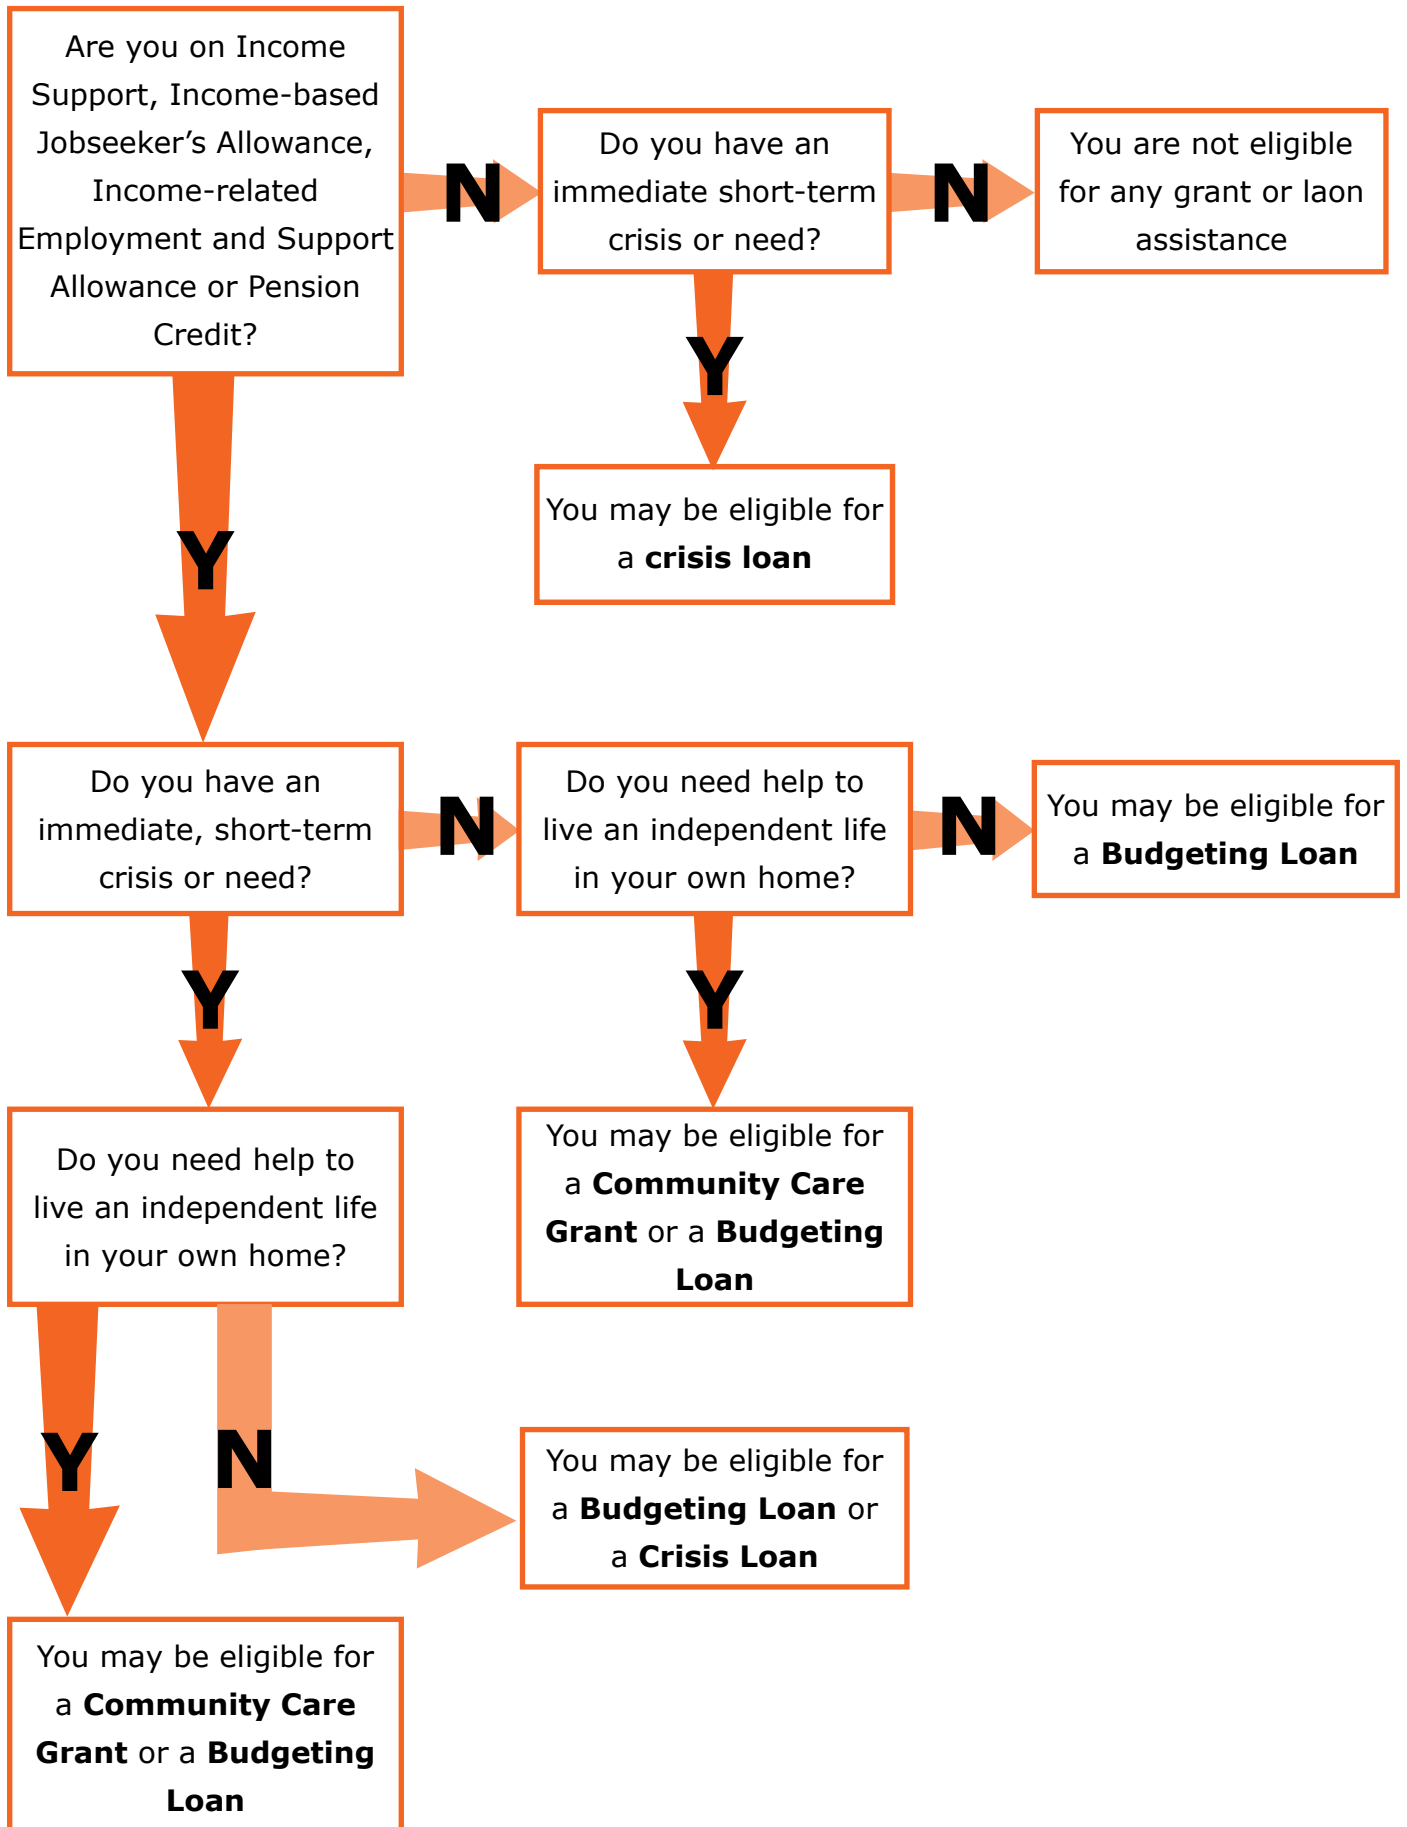 Are you on Income
Support, Income-based
Jobseeker’s Allowance,
Income-related
Employment and Support
Allowance or Pension
Credit?
N
Do you have an
immediate short-term
crisis or need?
N
You are not eligible
for any grant or laon
assistance
Y
You may be eligible for
a crisis loan
Y
Do you have an
immediate, short-term
crisis or need?
N
Do you need help to
live an independent life
in your own home?
N
You may be eligible for
a Budgeting Loan
Y
Y
Do you need help to
live an independent life
in your own home?
You may be eligible for
a Community Care
Grant or a Budgeting
Loan
Y
N
You may be eligible for
a Budgeting Loan or
a Crisis Loan
You may be eligible for
a Community Care
Grant or a Budgeting
Loan